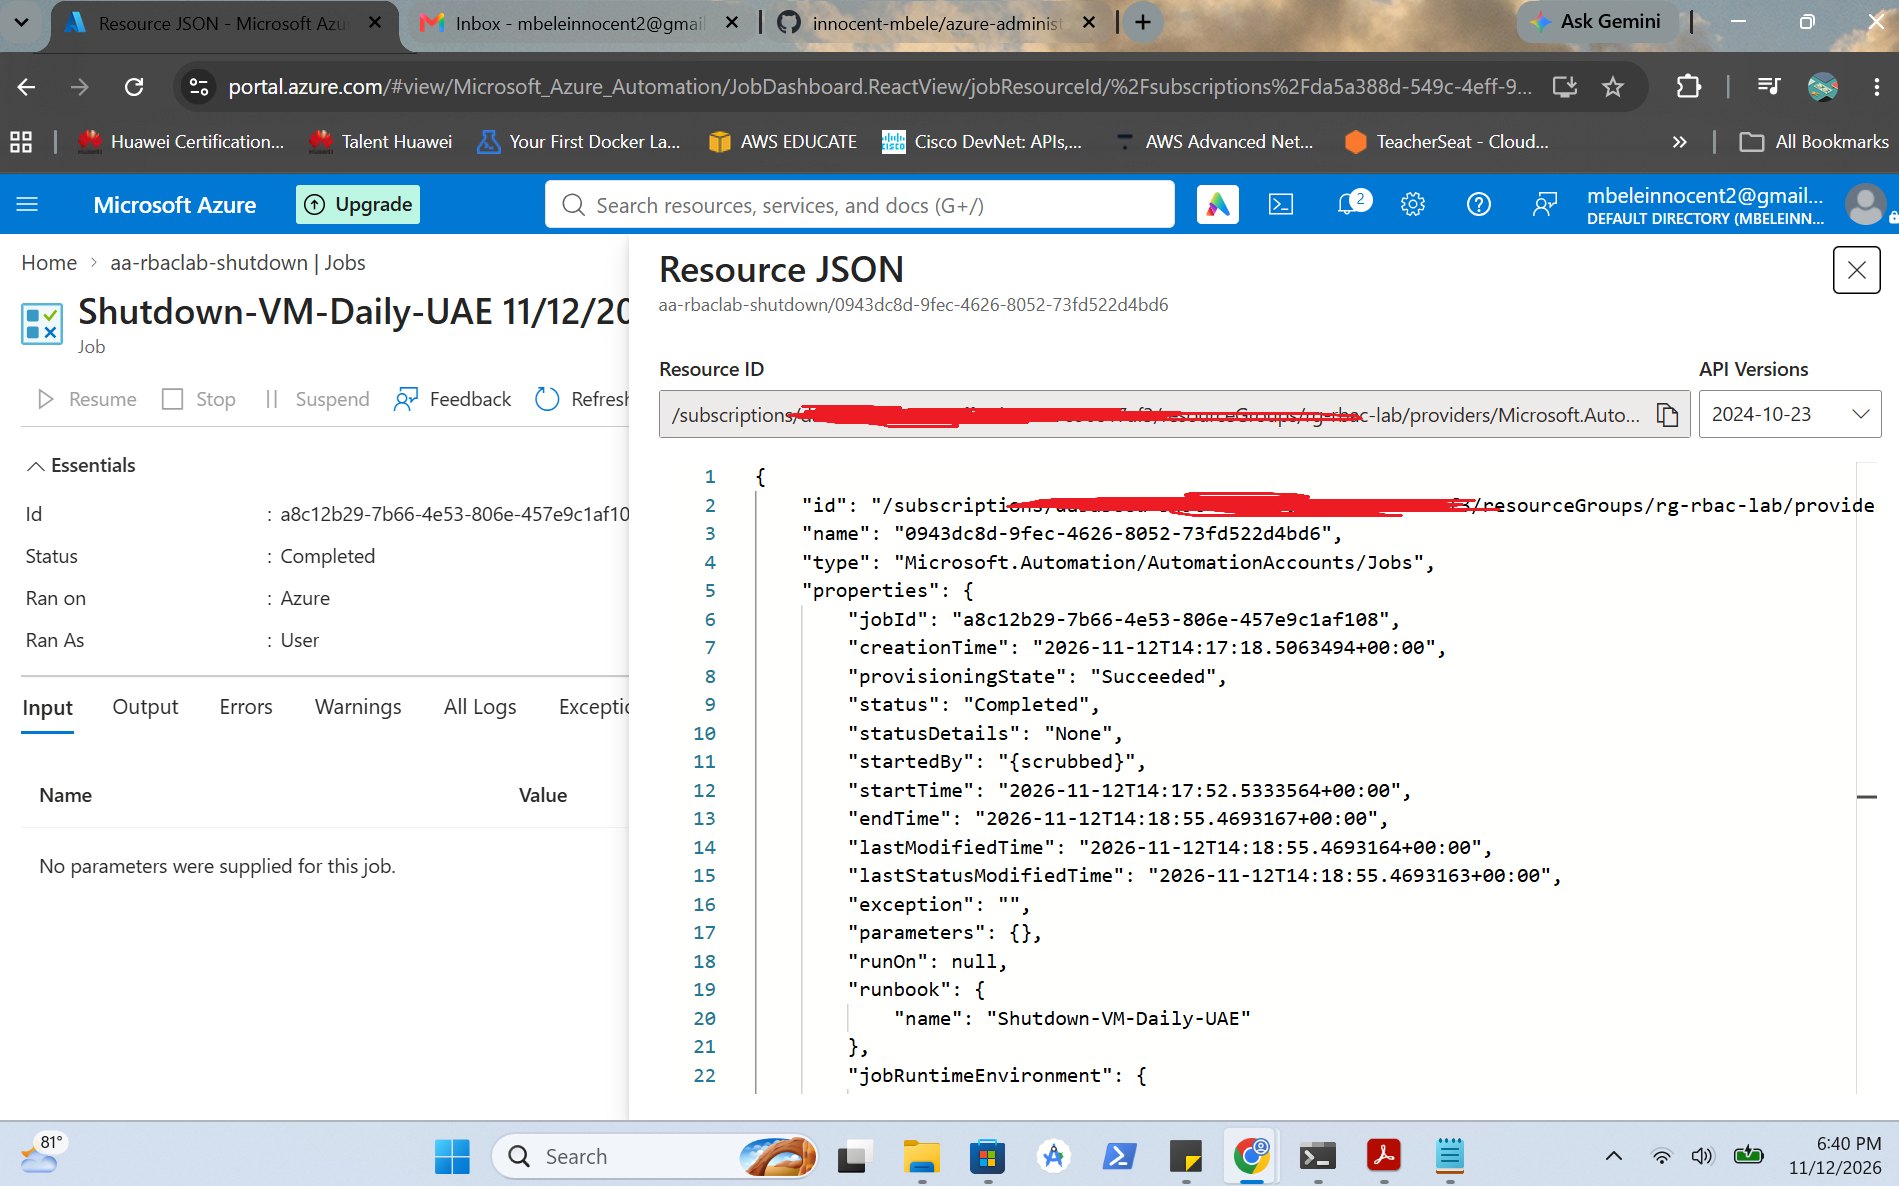 Resource JSON - Microsoft Azu
Inbox - mbeleinnocent2@gmail
innocent-mbele/azure-administ
Ask Gemini
portal.azure.com/#view/Microsoft_Azure_Automation/JobDashboard.ReactView/jobResourceId/%2Fsubscriptions%2Fda5a388d-549c-4eff-9...
Huawei Certification...
Talent Huawei
Your First Docker La...
AWS EDUCATE
Cisco DevNet: APIs,...
AWS Advanced Net...
TeacherSeat - Cloud...
All Bookmarks
Microsoft Azure
Upgrade
Search resources, services, and docs (G+/)
2
mbeleinnocent2@gmail...
DEFAULT DIRECTORY (MBELEINN...
Home > aa-rbaclab-shutdown | Jobs
Shutdown-VM-Daily-UAE 11/12/20
Job
Resume
Stop
Suspend
Feedback
Refresh
Essentials
Id : a8c12b29-7b66-4e53-806e-457e9c1af10
Status : Completed
Ran on : Azure
Ran As : User
Input
Output
Errors
Warnings
All Logs
Exceptio
Name
Value
No parameters were supplied for this job.
Resource JSON
aa-rbaclab-shutdown/0943dc8d-9fec-4626-8052-73fd522d4bd6
Resource ID
API Versions
/subscriptions/ /resourceGroups/rg-rbac-lab/providers/Microsoft.Auto...
2024-10-23
1 {
2 "id": "/subscriptions/ /resourceGroups/rg-rbac-lab/provide
3 "name": "0943dc8d-9fec-4626-8052-73fd522d4bd6",
4 "type": "Microsoft.Automation/AutomationAccounts/Jobs",
5 "properties": {
6 "jobId": "a8c12b29-7b66-4e53-806e-457e9c1af108",
7 "creationTime": "2026-11-12T14:17:18.5063494+00:00",
8 "provisioningState": "Succeeded",
9 "status": "Completed",
10 "statusDetails": "None",
11 "startedBy": "{scrubbed}",
12 "startTime": "2026-11-12T14:17:52.5333564+00:00",
13 "endTime": "2026-11-12T14:18:55.4693167+00:00",
14 "lastModifiedTime": "2026-11-12T14:18:55.4693164+00:00",
15 "lastStatusModifiedTime": "2026-11-12T14:18:55.4693163+00:00",
16 "exception": "",
17 "parameters": {},
18 "runOn": null,
19 "runbook": {
20 "name": "Shutdown-VM-Daily-UAE"
21 },
22 "jobRuntimeEnvironment": {
81°
Search
6:40 PM
11/12/2026